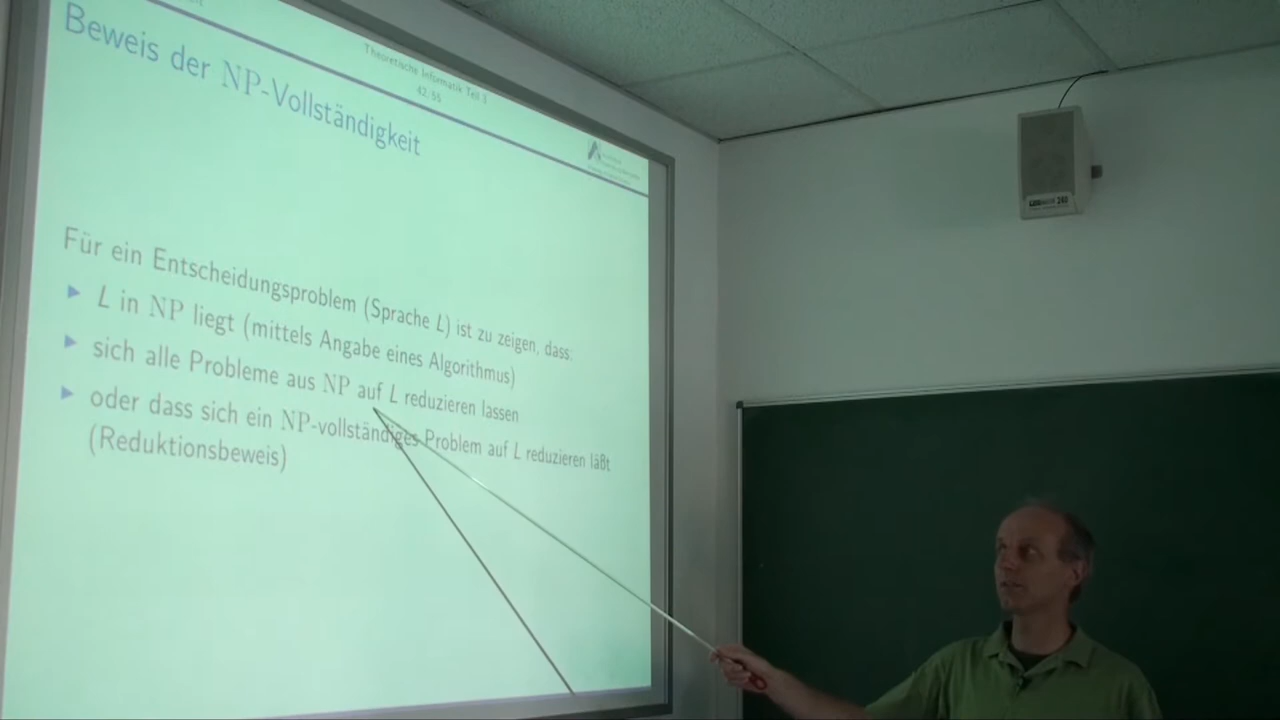 Theoretische Informatik Teil 3
42, 55
Beweis der NP-Vollständigkeit
Für ein Entscheidungsproblem (Sprache L) ist zu zeigen, dass:
L in NP liegt (mittels Angabe eines Algorithmus)
sich alle Probleme aus NP auf L reduzieren lassen
oder dass sich ein NP-vollständiges Problem auf L reduzieren läßt
(Reduktionsbeweis)